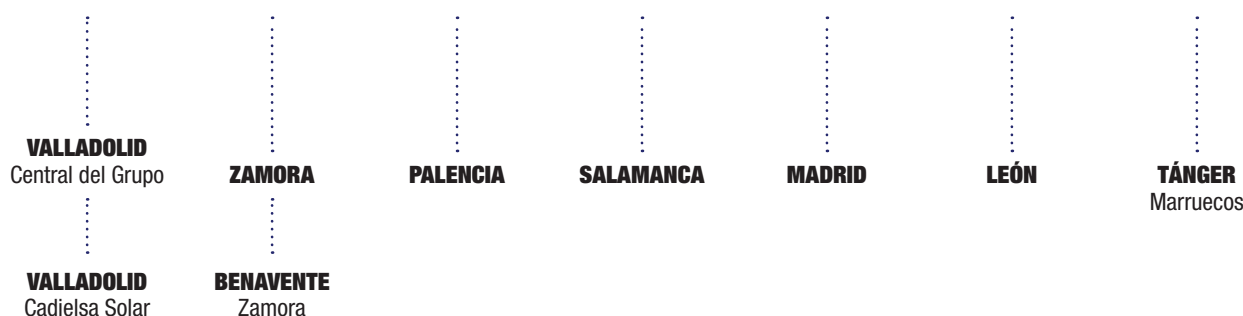 VALLADOLID
Central del Grupo
ZAMORA
PALENCIA
SALAMANCA
MADRID
LEÓN
TÁNGER
Marruecos
VALLADOLID
Cadielsa Solar
BENAVENTE
Zamora